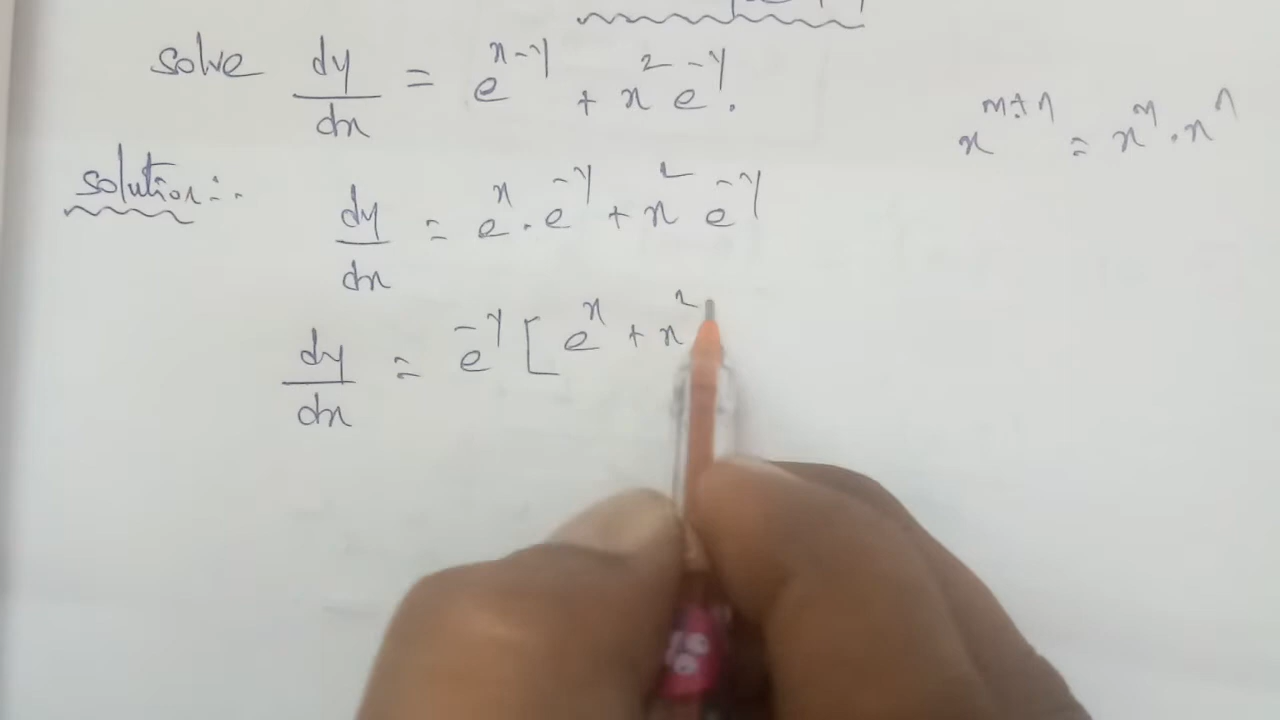 solve dy/dx = e^{x-y} + x^2 e^{-y}.
x^{m+n} = x^m . x^n
solution:-
dy/dx = e^x . e^{-y} + x^2 e^{-y}
dy/dx = e^{-y} [ e^x + x^2